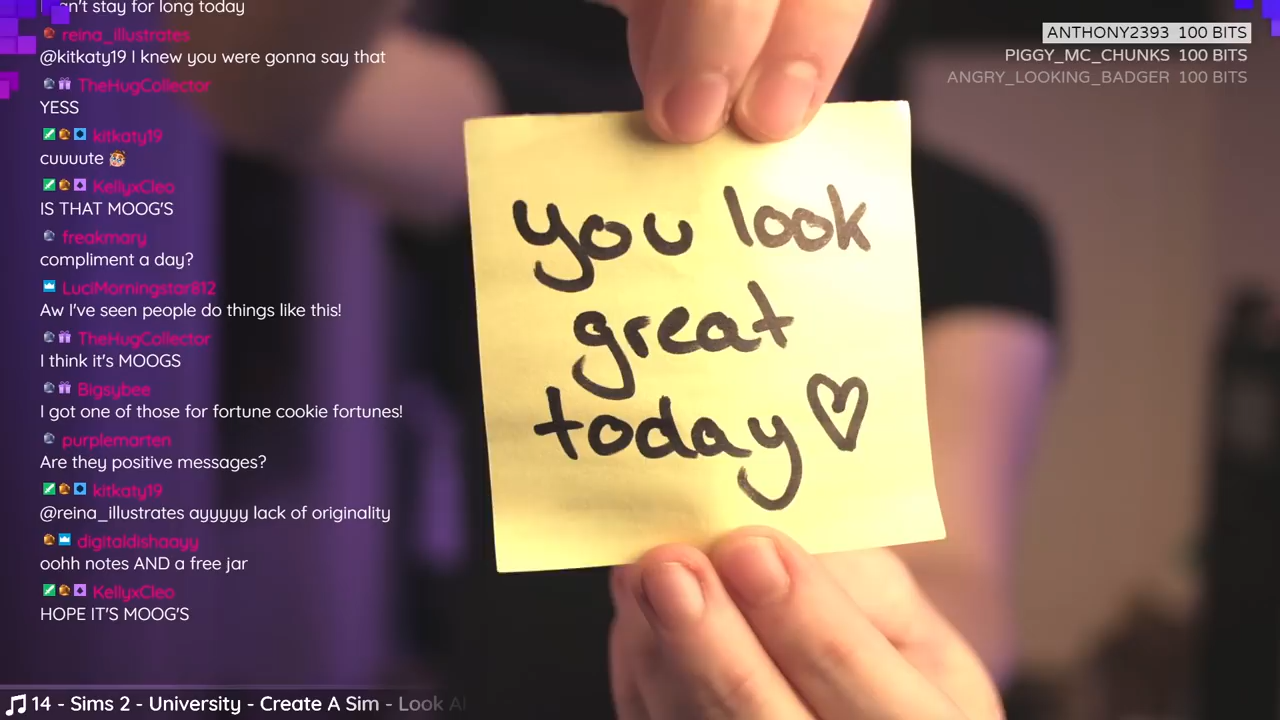 an't stay for long today
reina_illustrates
@kitkaty19 I knew you were gonna say that
TheHugCollector
YESS
kitkaty19
cuuuute
KellyxCleo
IS THAT MOOG'S
freakmary
compliment a day?
LuciMorningstar812
Aw I've seen people do things like this!
TheHugCollector
I think it's MOOGS
Bigsybee
I got one of those for fortune cookie fortunes!
purplemarten
Are they positive messages?
kitkaty19
@reina_illustrates ayyyyy lack of originality
digitaldishaayy
oohh notes AND a free jar
KellyxCleo
HOPE IT'S MOOG'S
14 - Sims 2 - University - Create A Sim - Look
you look
great
today
ANTHONY2393 100 BITS
PIGGY_MC_CHUNKS 100 BITS
ANGRY_LOOKING_BADGER 100 BITS